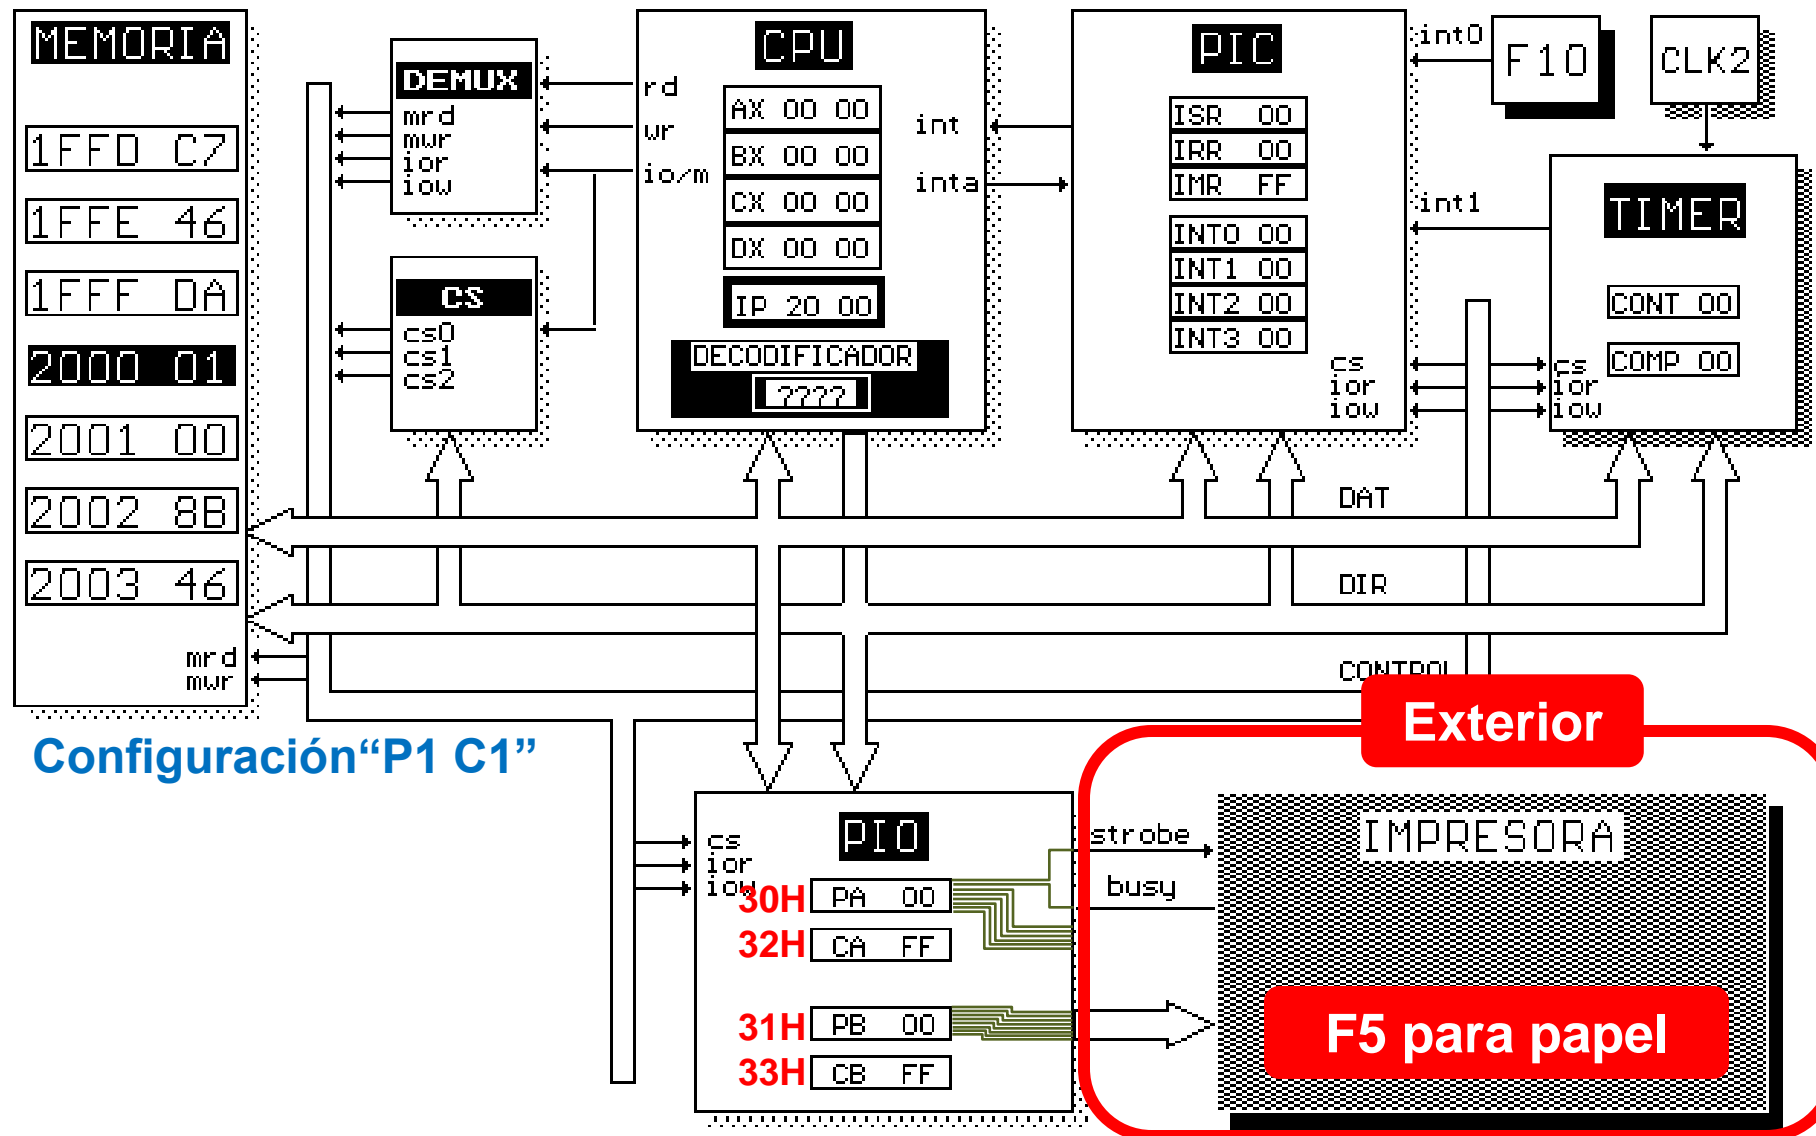 MEMORIA
1FFD C7
1FFE 46
1FFF DA
2000 01
2001 00
2002 8B
2003 46
mrd
mwr
DEMUX
mrd
mwr
ior
iow
CS
cs0
cs1
cs2
CPU
rd
wr
io/m
AX 00 00
BX 00 00
CX 00 00
DX 00 00
IP 20 00
DECODIFICADOR
????
int
inta
PIC
ISR 00
IRR 00
IMR FF
INT0 00
INT1 00
INT2 00
INT3 00
cs
ior
iow
int0
F10
CLK2
int1
TIMER
CONT 00
COMP 00
cs
ior
iow
DAT
DIR
CONTROL
Configuración“P1 C1”
Exterior
PIO
cs
ior
iow
30H PA 00
32H CA FF
31H PB 00
33H CB FF
strobe
busy
IMPRESORA
F5 para papel